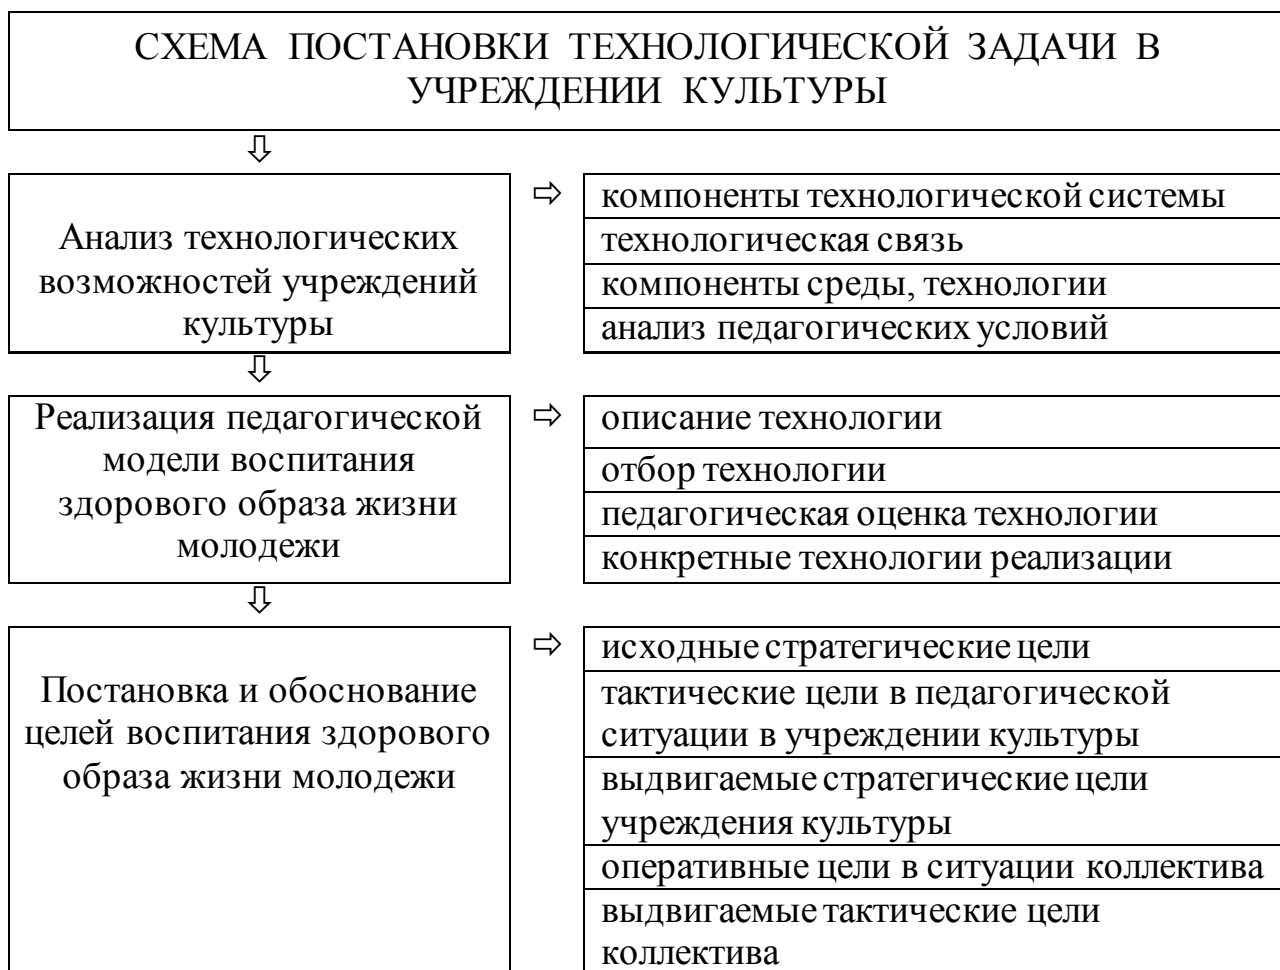 СХЕМА ПОСТАНОВКИ ТЕХНОЛОГИЧЕСКОЙ ЗАДАЧИ В
УЧРЕЖДЕНИИ КУЛЬТУРЫ
⇩
Анализ технологических
возможностей учреждений
культуры
⇨
компоненты технологической системы
технологическая связь
компоненты среды, технологии
анализ педагогических условий
⇩
Реализация педагогической
модели воспитания
здорового образа жизни
молодежи
⇨
описание технологии
отбор технологии
педагогическая оценка технологии
конкретные технологии реализации
⇩
Постановка и обоснование
целей воспитания здорового
образа жизни молодежи
⇨
исходные стратегические цели
тактические цели в педагогической
ситуации в учреждении культуры
выдвигаемые стратегические цели
учреждения культуры
оперативные цели в ситуации коллектива
выдвигаемые тактические цели
коллектива